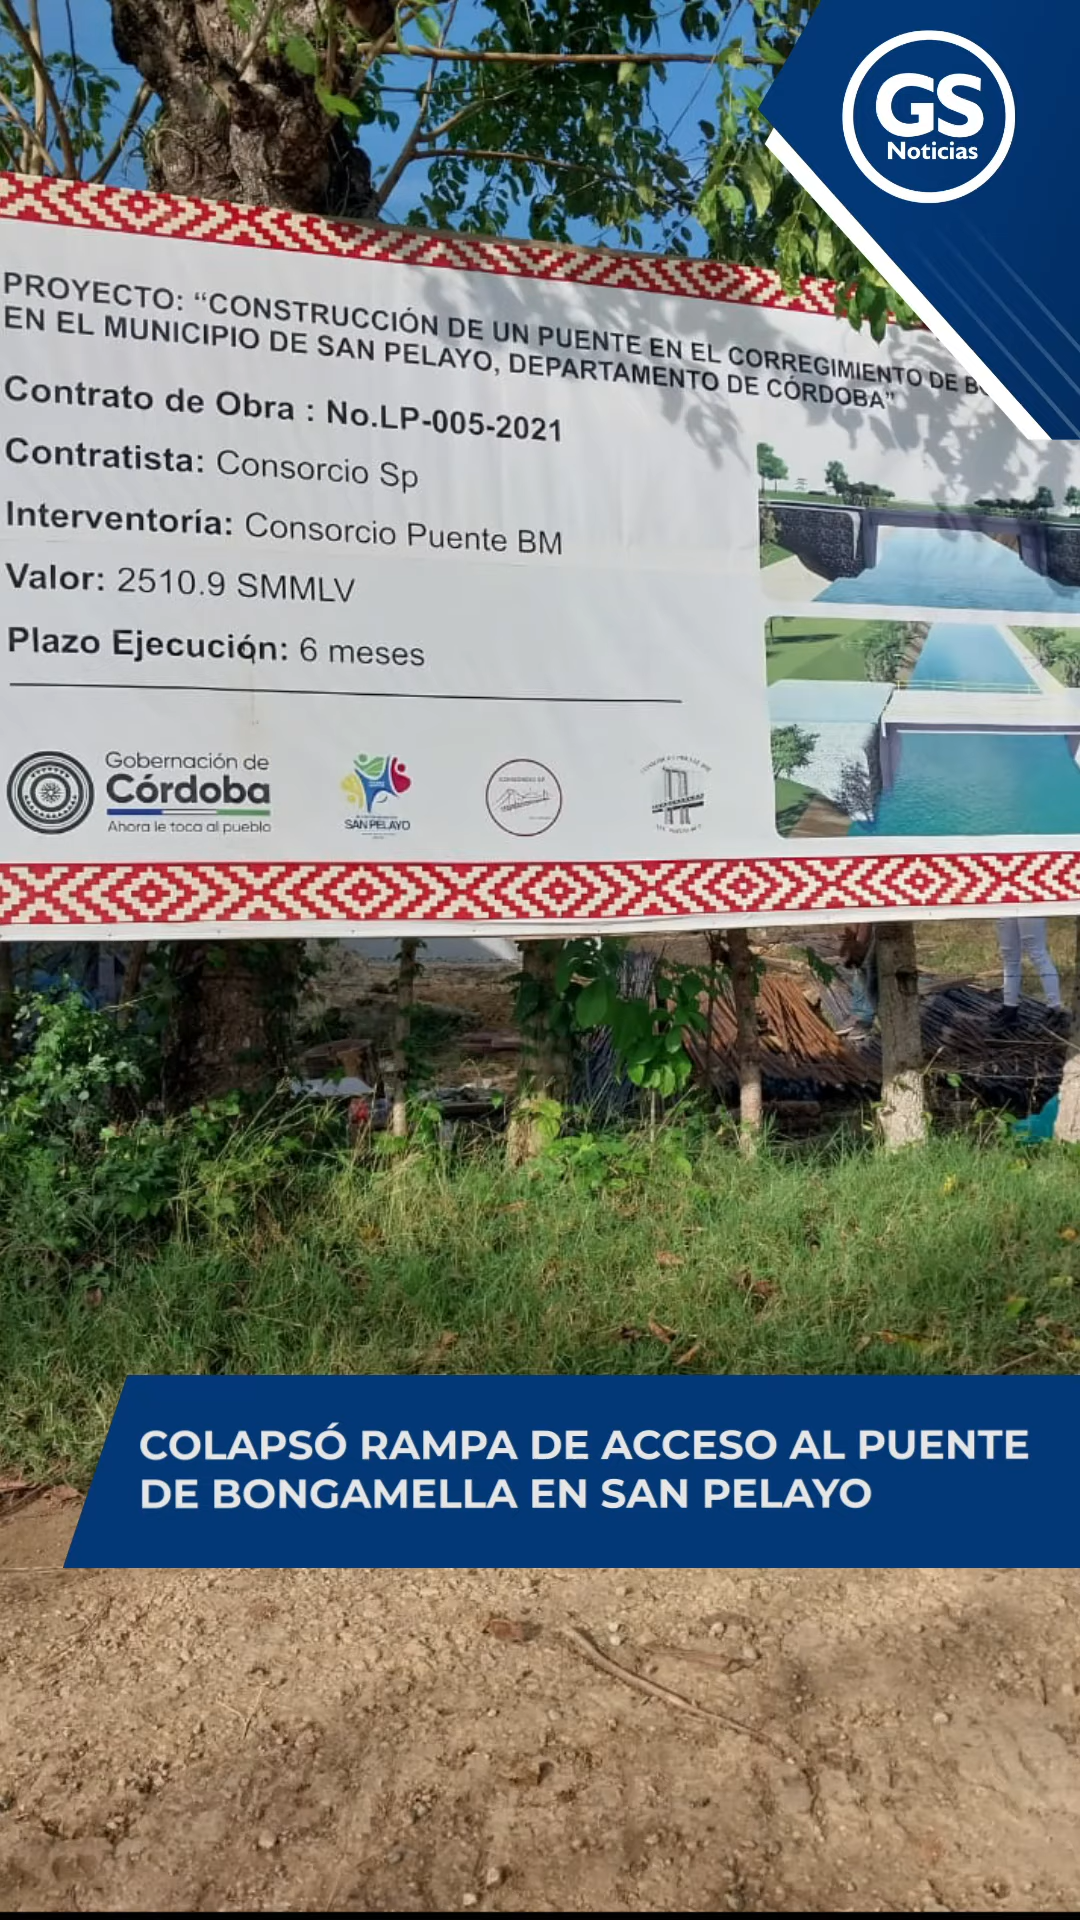 GS
Noticias
PROYECTO: “CONSTRUCCIÓN DE UN PUENTE EN EL CORREGIMIENTO DE
EN EL MUNICIPIO DE SAN PELAYO, DEPARTAMENTO DE CÓRDOBA”
Contrato de Obra : No.LP-005-2021
Contratista: Consorcio Sp
Interventoría: Consorcio Puente BM
Valor: 2510.9 SMMLV
Plazo Ejecución: 6 meses
Gobernación de
Córdoba
Ahora le toca al pueblo
SAN PELAYO
CONSORCIO SP
COLAPSÓ RAMPA DE ACCESO AL PUENTE
DE BONGAMELLA EN SAN PELAYO